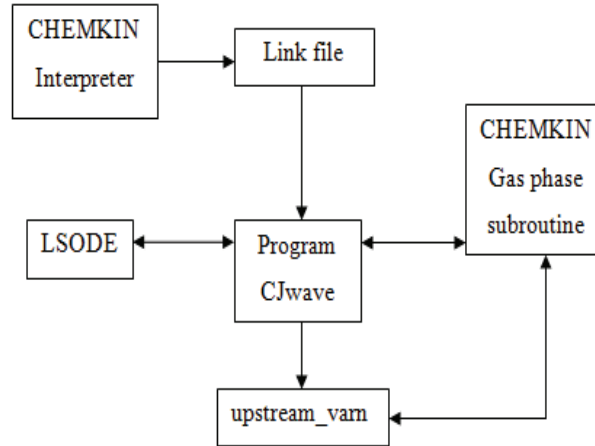 CHEMKIN
Interpreter
Link file
CHEMKIN
Gas phase
subroutine
LSODE
Program
CJwave
upstream_varn